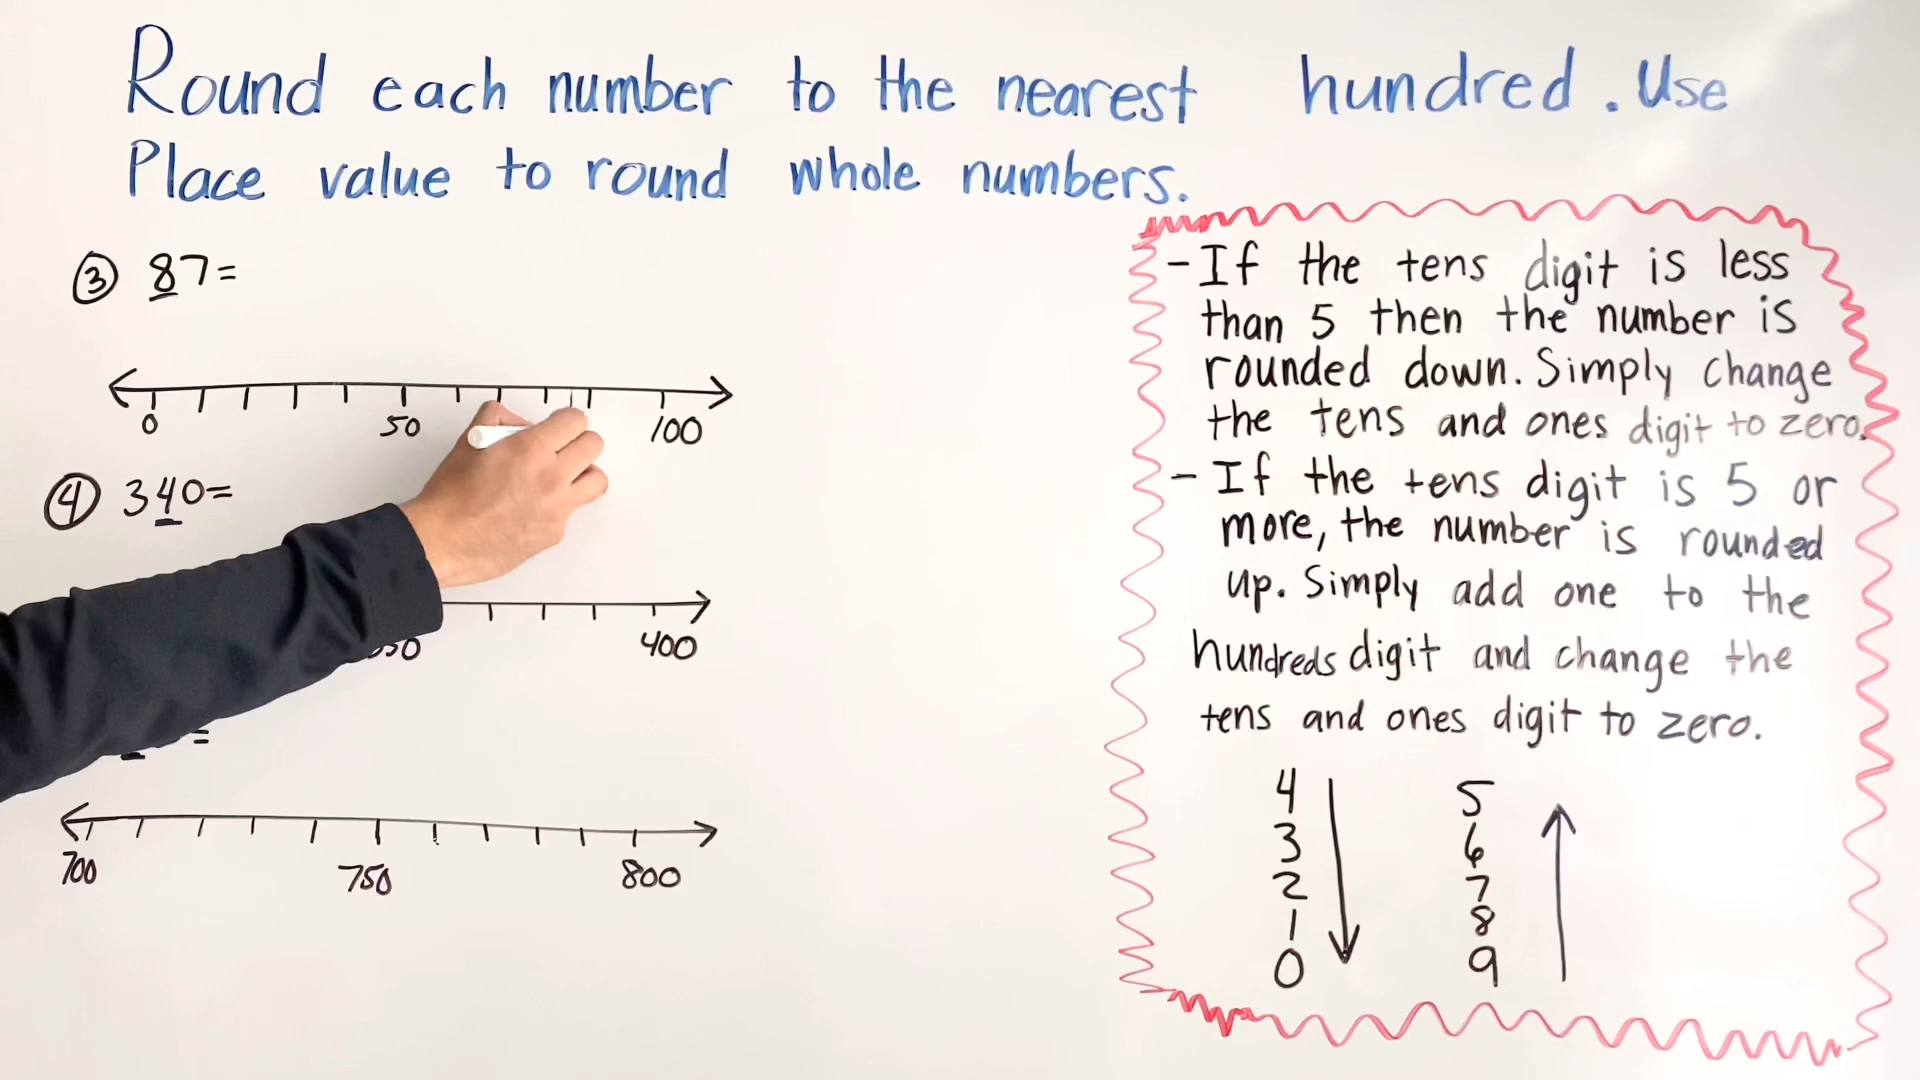 Round each number to the nearest hundred. Use
Place value to round whole numbers.
③ 87=
0 50 100
④ 340=
400
=
700 750 800
- If the tens digit is less
than 5 then the number is
rounded down. Simply change
the tens and ones digit to zero.
- If the tens digit is 5 or
more, the number is rounded
up. Simply add one to the
hundreds digit and change the
tens and ones digit to zero.
4 5
3 6
2 7
1 8
0 9